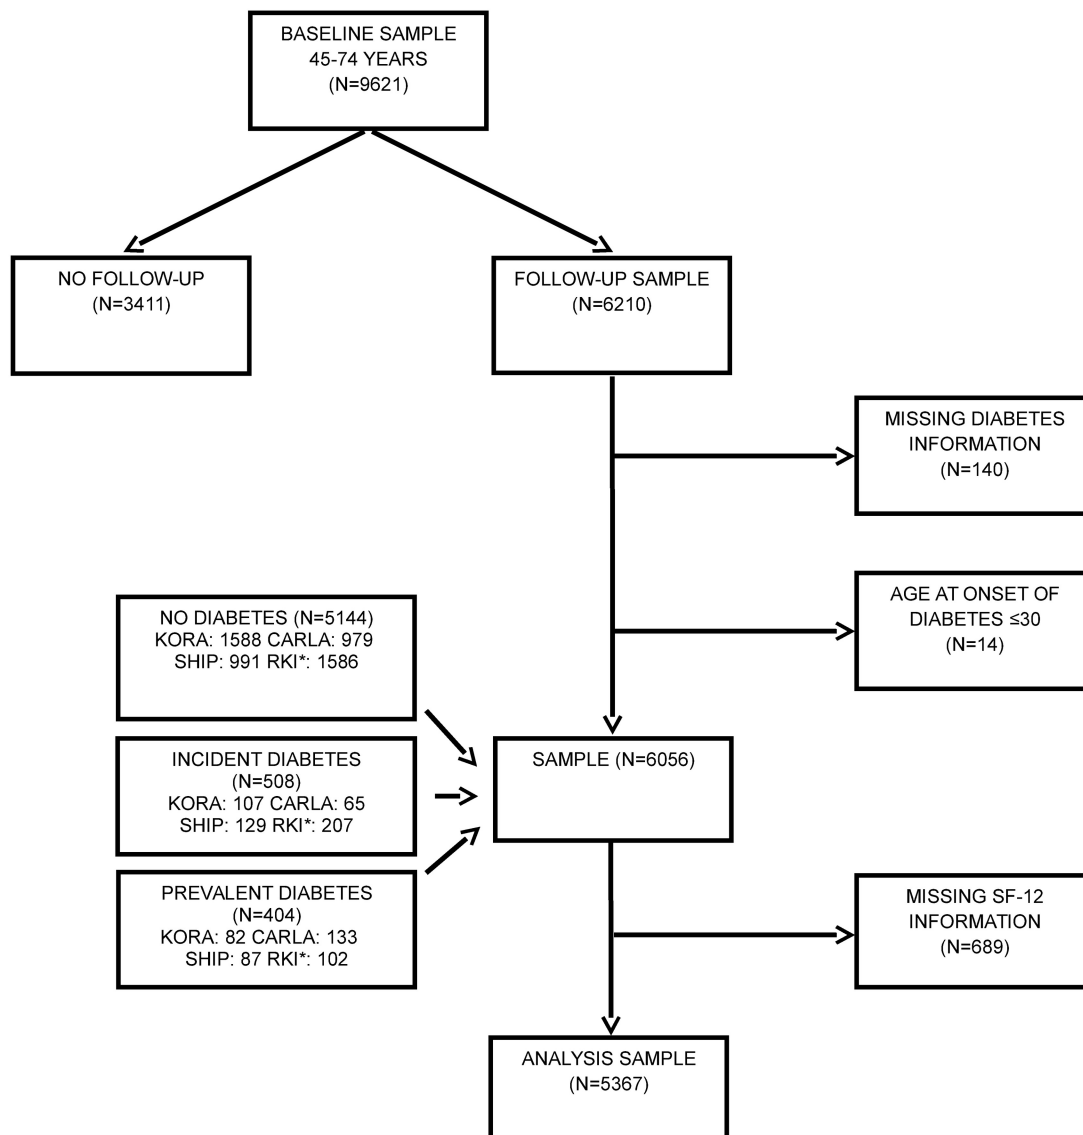 BASELINE SAMPLE
45-74 YEARS
(N=9621)
NO FOLLOW-UP
(N=3411)
FOLLOW-UP SAMPLE
(N=6210)
MISSING DIABETES
INFORMATION
(N=140)
AGE AT ONSET OF
DIABETES ≤30
(N=14)
NO DIABETES (N=5144)
KORA: 1588 CARLA: 979
SHIP: 991 RKI*: 1586
INCIDENT DIABETES
(N=508)
KORA: 107 CARLA: 65
SHIP: 129 RKI*: 207
PREVALENT DIABETES
(N=404)
KORA: 82 CARLA: 133
SHIP: 87 RKI*: 102
SAMPLE (N=6056)
MISSING SF-12
INFORMATION
(N=689)
ANALYSIS SAMPLE
(N=5367)